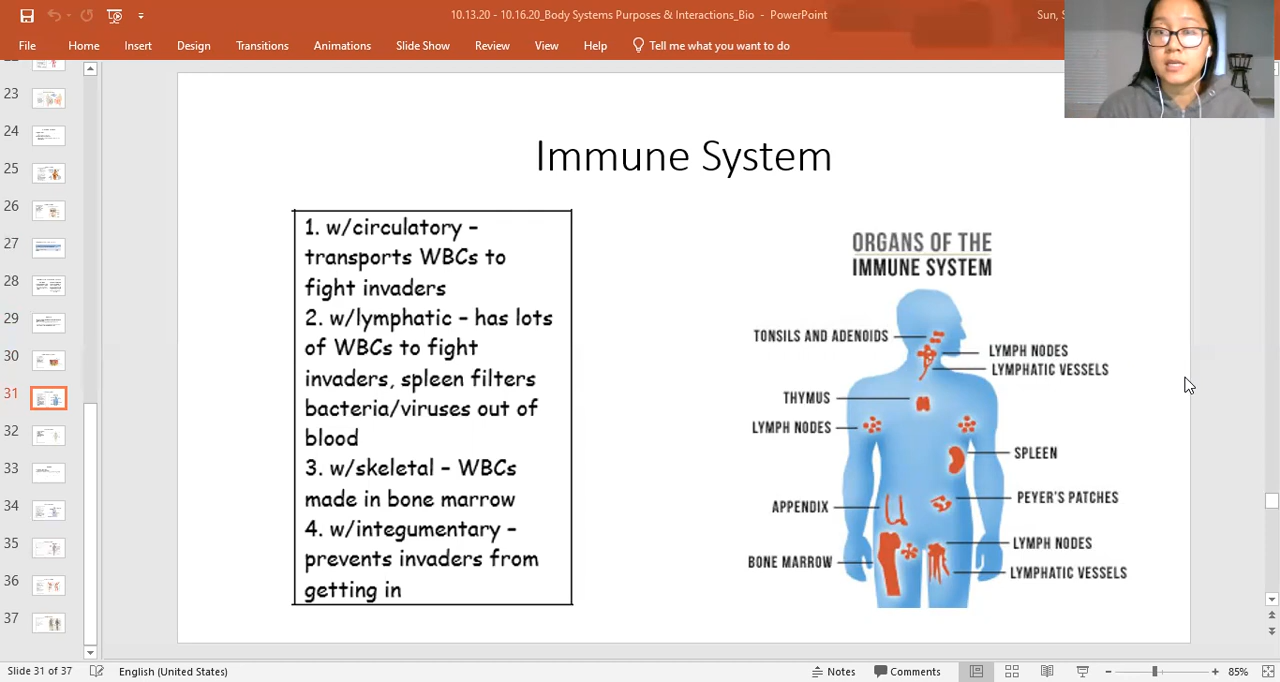 10.13.20 - 10.16.20_Body Systems Purposes & Interactions_Bio - PowerPoint
Sun,
File Home Insert Design Transitions Animations Slide Show Review View Help Tell me what you want to do
23
24
25
26
27
28
29
30
31
32
33
34
35
36
37
Immune System
1. w/circulatory –
transports WBCs to
fight invaders
2. w/lymphatic – has lots
of WBCs to fight
invaders, spleen filters
bacteria/viruses out of
blood
3. w/skeletal – WBCs
made in bone marrow
4. w/integumentary –
prevents invaders from
getting in
ORGANS OF THE
IMMUNE SYSTEM
TONSILS AND ADENOIDS
LYMPH NODES
LYMPHATIC VESSELS
THYMUS
LYMPH NODES
SPLEEN
PEYER'S PATCHES
APPENDIX
LYMPH NODES
BONE MARROW
LYMPHATIC VESSELS
Slide 31 of 37 English (United States) Notes Comments 85%